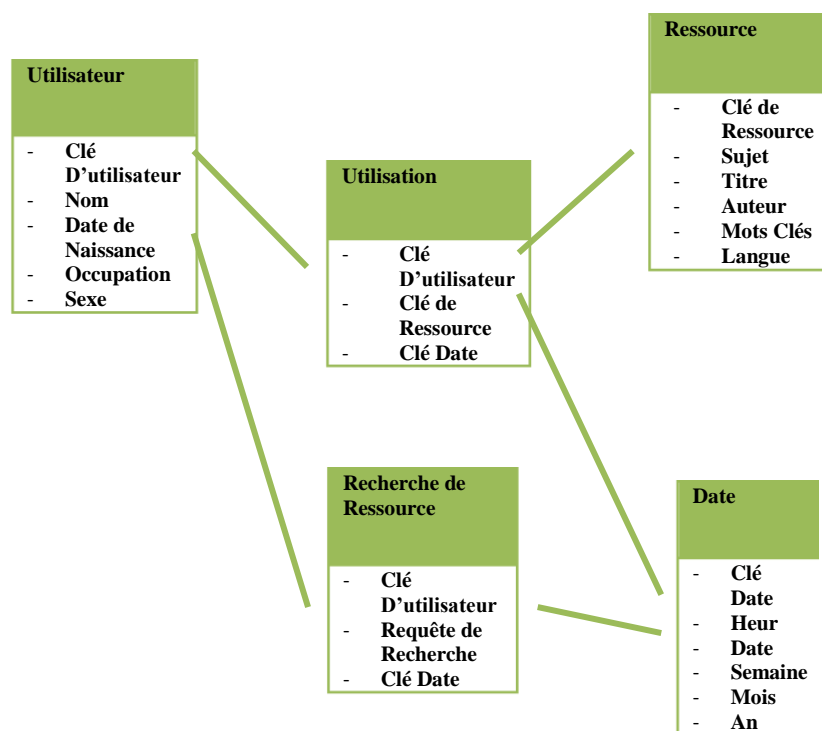 Utilisateur
- Clé
D'utilisateur
- Nom
- Date de
Naissance
- Occupation
- Sexe
Utilisation
- Clé
D'utilisateur
- Clé de
Ressource
- Clé Date
Ressource
- Clé de
Ressource
- Sujet
- Titre
- Auteur
- Mots Clés
- Langue
Recherche de
Ressource
- Clé
D'utilisateur
- Requête de
Recherche
- Clé Date
Date
- Clé
Date
- Heur
- Date
- Semaine
- Mois
- An